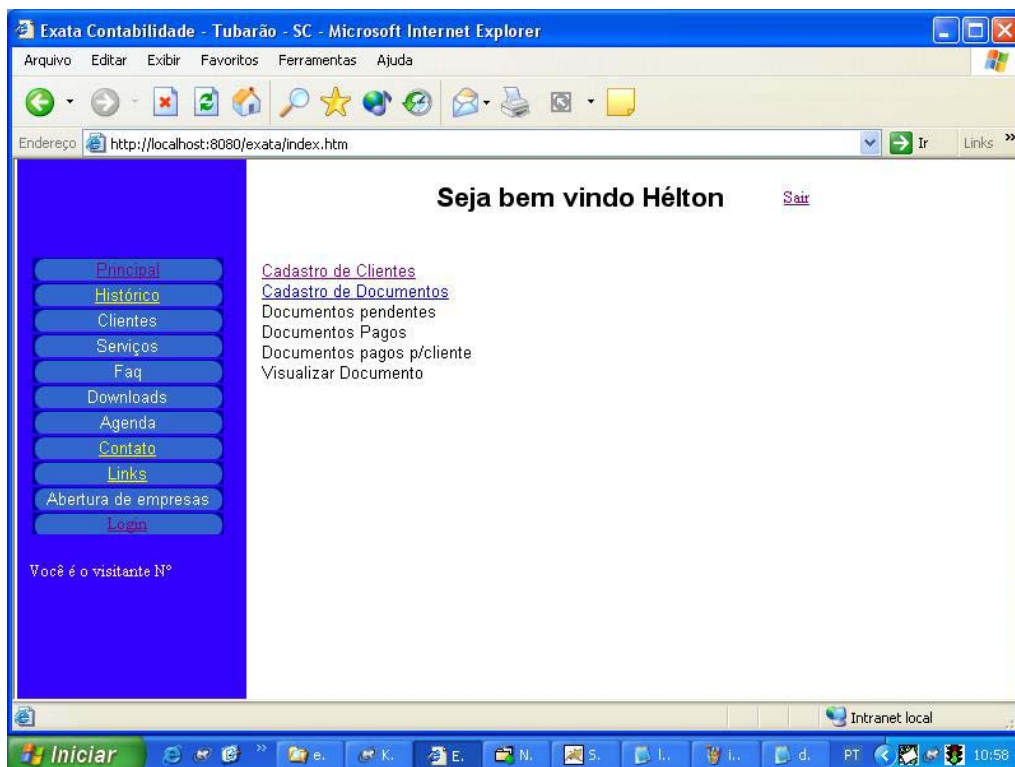 Exata Contabilidade - Tubarão - SC - Microsoft Internet Explorer
Arquivo Editar Exibir Favoritos Ferramentas Ajuda
Endereço http://localhost:8080/exata/index.htm Ir Links »
Seja bem vindo Hélton Sair
Principal
Histórico
Clientes
Serviços
Faq
Downloads
Agenda
Contato
Links
Abertura de empresas
Login
Você é o visitante Nº
Cadastro de Clientes
Cadastro de Documentos
Documentos pendentes
Documentos Pagos
Documentos pagos p/cliente
Visualizar Documento
Intranet local
Iniciar » e. K. E. N. S. I.. i.. d. PT 10:58